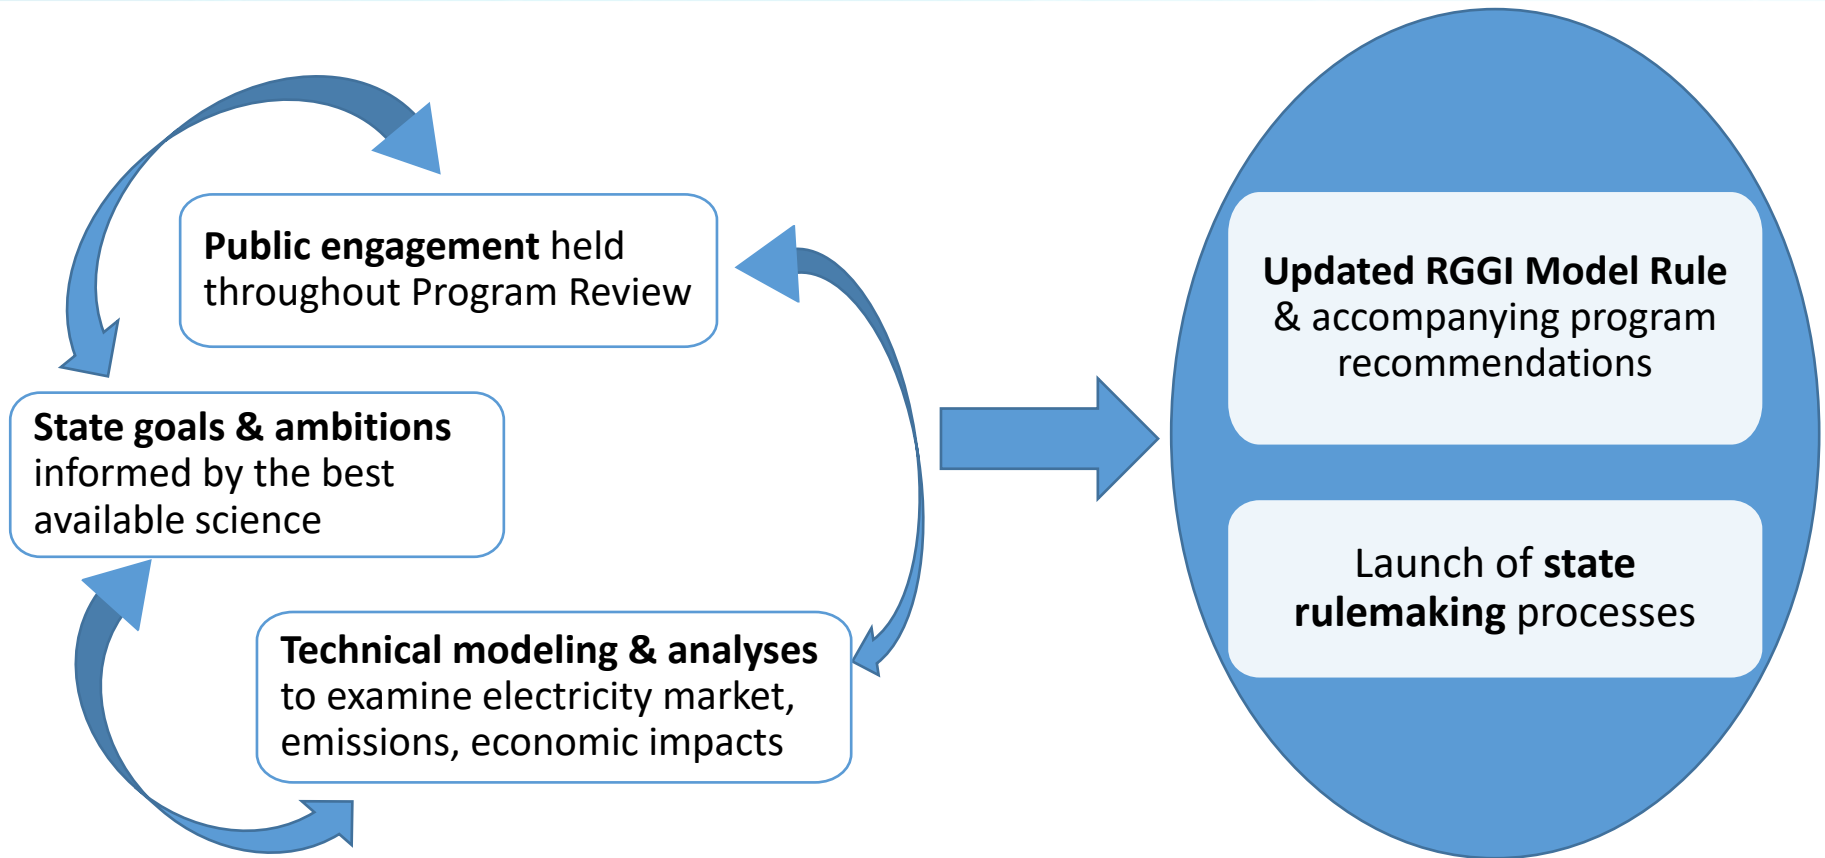 Public engagement held
throughout Program Review
State goals & ambitions
informed by the best
available science
Technical modeling & analyses
to examine electricity market,
emissions, economic impacts
Updated RGGI Model Rule
& accompanying program
recommendations
Launch of state
rulemaking processes